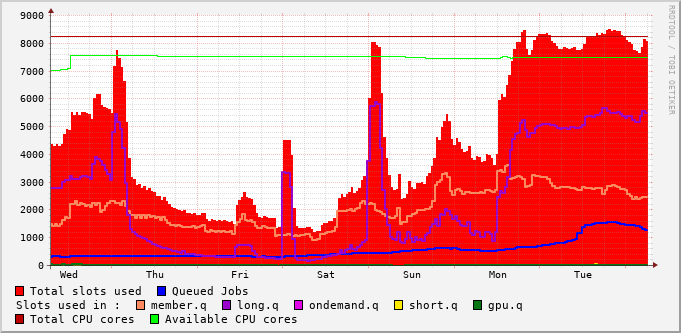 RRDTOOL / TOBI OETIKER
9000
8000
7000
6000
5000
4000
3000
2000
1000
0
Wed Thu Fri Sat Sun Mon Tue
Total slots used Queued Jobs
Slots used in : member.q long.q ondemand.q short.q gpu.q
Total CPU cores Available CPU cores